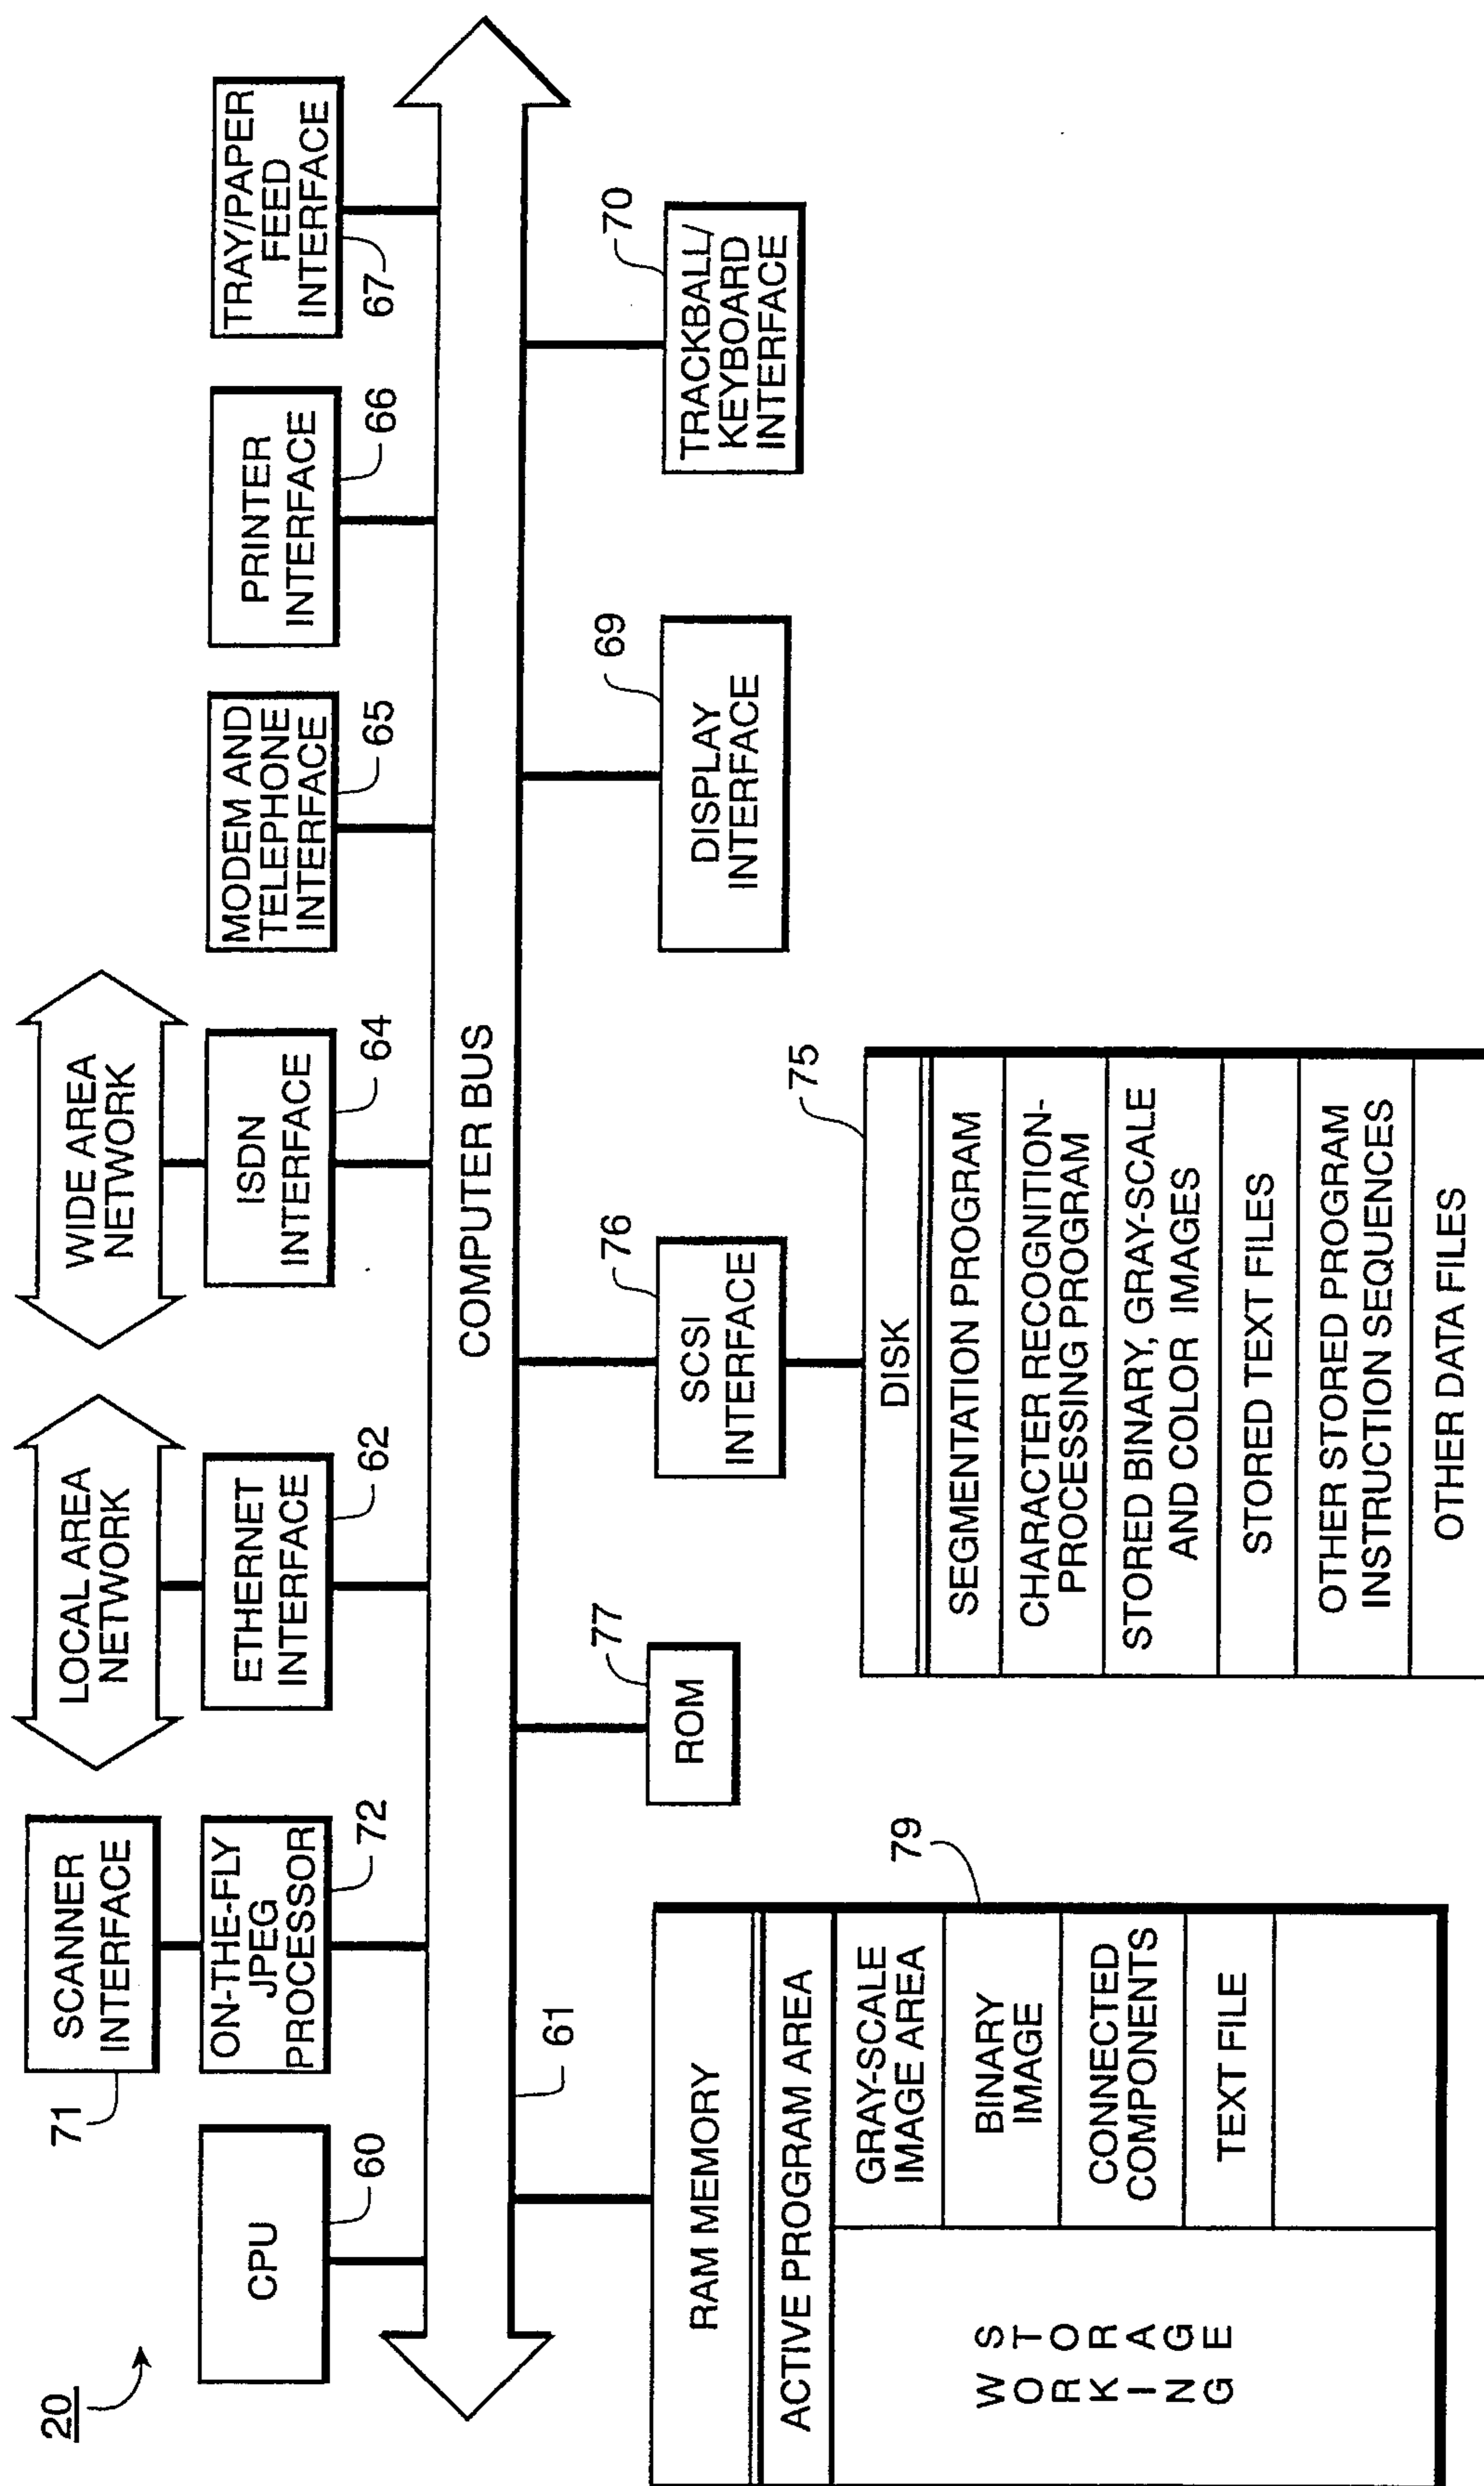 20
71
SCANNER
INTERFACE
LOCAL AREA
NETWORK
WIDE AREA
NETWORK
CPU
60
ON-THE-FLY
JPEG
PROCESSOR
72
ETHERNET
INTERFACE
62
ISDN
INTERFACE
64
MODEM AND
TELEPHONE
INTERFACE
65
PRINTER
INTERFACE
66
TRAY/PAPER
FEED
INTERFACE
67
COMPUTER BUS
61
RAM MEMORY
79
ACTIVE PROGRAM AREA
WORKING
STORAGE
GRAY-SCALE
IMAGE AREA
BINARY
IMAGE
CONNECTED
COMPONENTS
TEXT FILE
ROM
77
SCSI
INTERFACE
76
DISK
75
SEGMENTATION PROGRAM
CHARACTER RECOGNITION-
PROCESSING PROGRAM
STORED BINARY, GRAY-SCALE
AND COLOR IMAGES
STORED TEXT FILES
OTHER STORED PROGRAM
INSTRUCTION SEQUENCES
OTHER DATA FILES
DISPLAY
INTERFACE
69
TRACKBALL/
KEYBOARD
INTERFACE
70